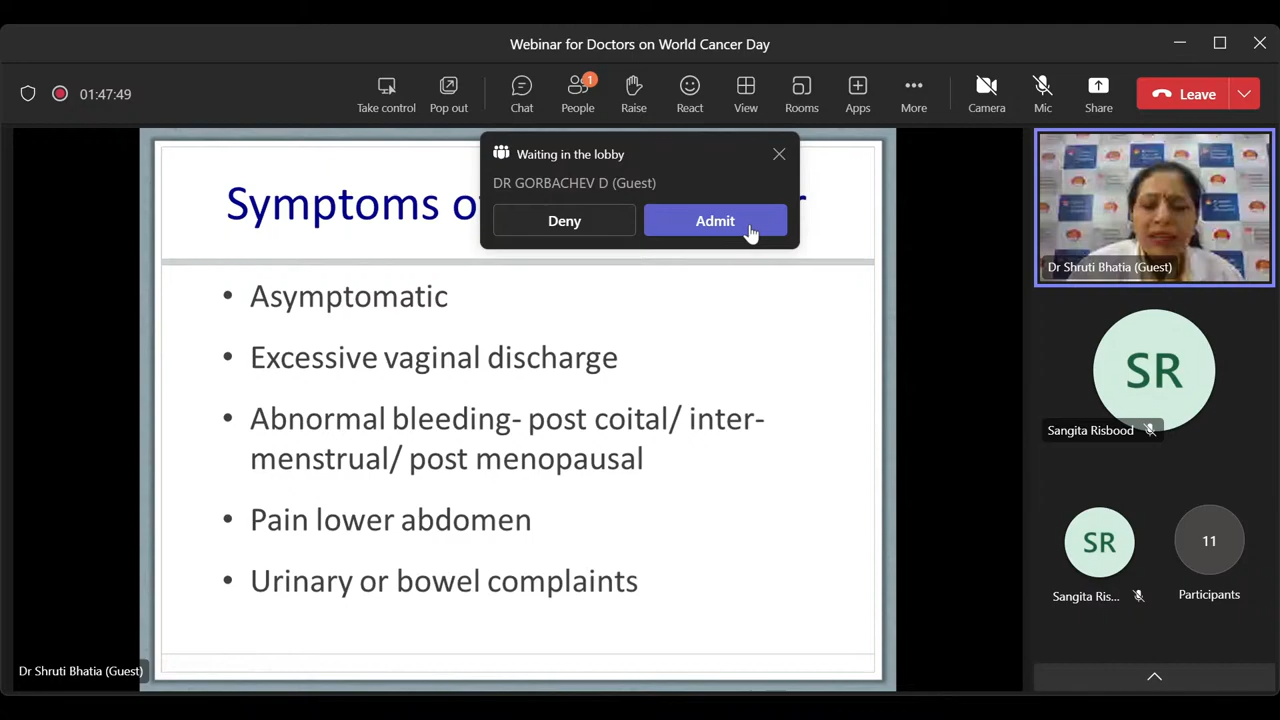 Webinar for Doctors on World Cancer Day
01:47:49
Take control
Pop out
Chat
1
People
Raise
React
View
Rooms
Apps
More
Camera
Mic
Share
Leave
Waiting in the lobby
DR GORBACHEV D (Guest)
Deny
Admit
Symptoms
• Asymptomatic
• Excessive vaginal discharge
• Abnormal bleeding- post coital/ inter-
menstrual/ post menopausal
• Pain lower abdomen
• Urinary or bowel complaints
Dr Shruti Bhatia (Guest)
Dr Shruti Bhatia (Guest)
SR
Sangita Risbood
SR
Sangita Ris...
11
Participants